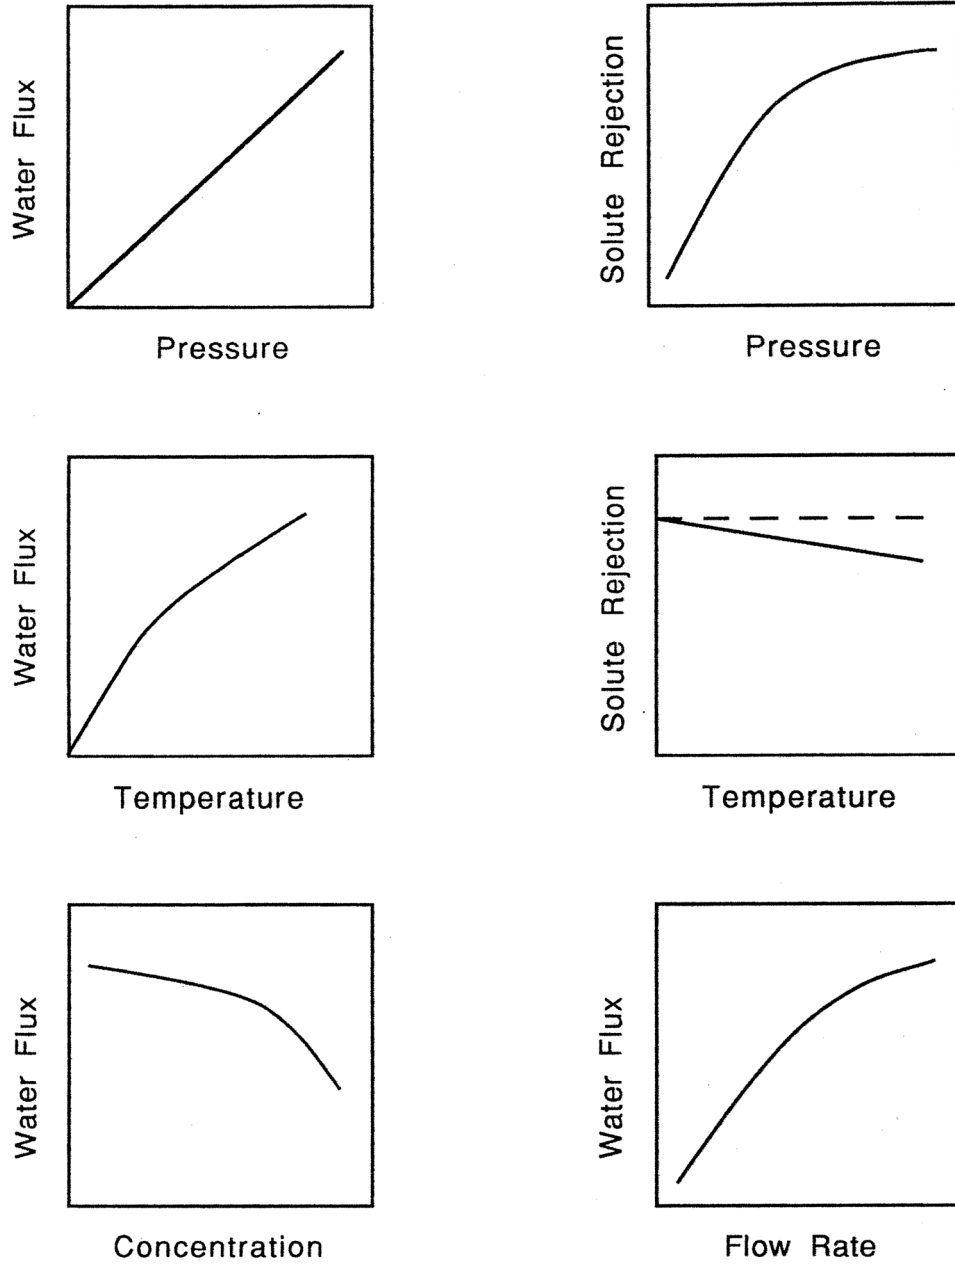 Water Flux
Pressure
Solute Rejection
Pressure
Water Flux
Temperature
Solute Rejection
Temperature
Water Flux
Concentration
Water Flux
Flow Rate